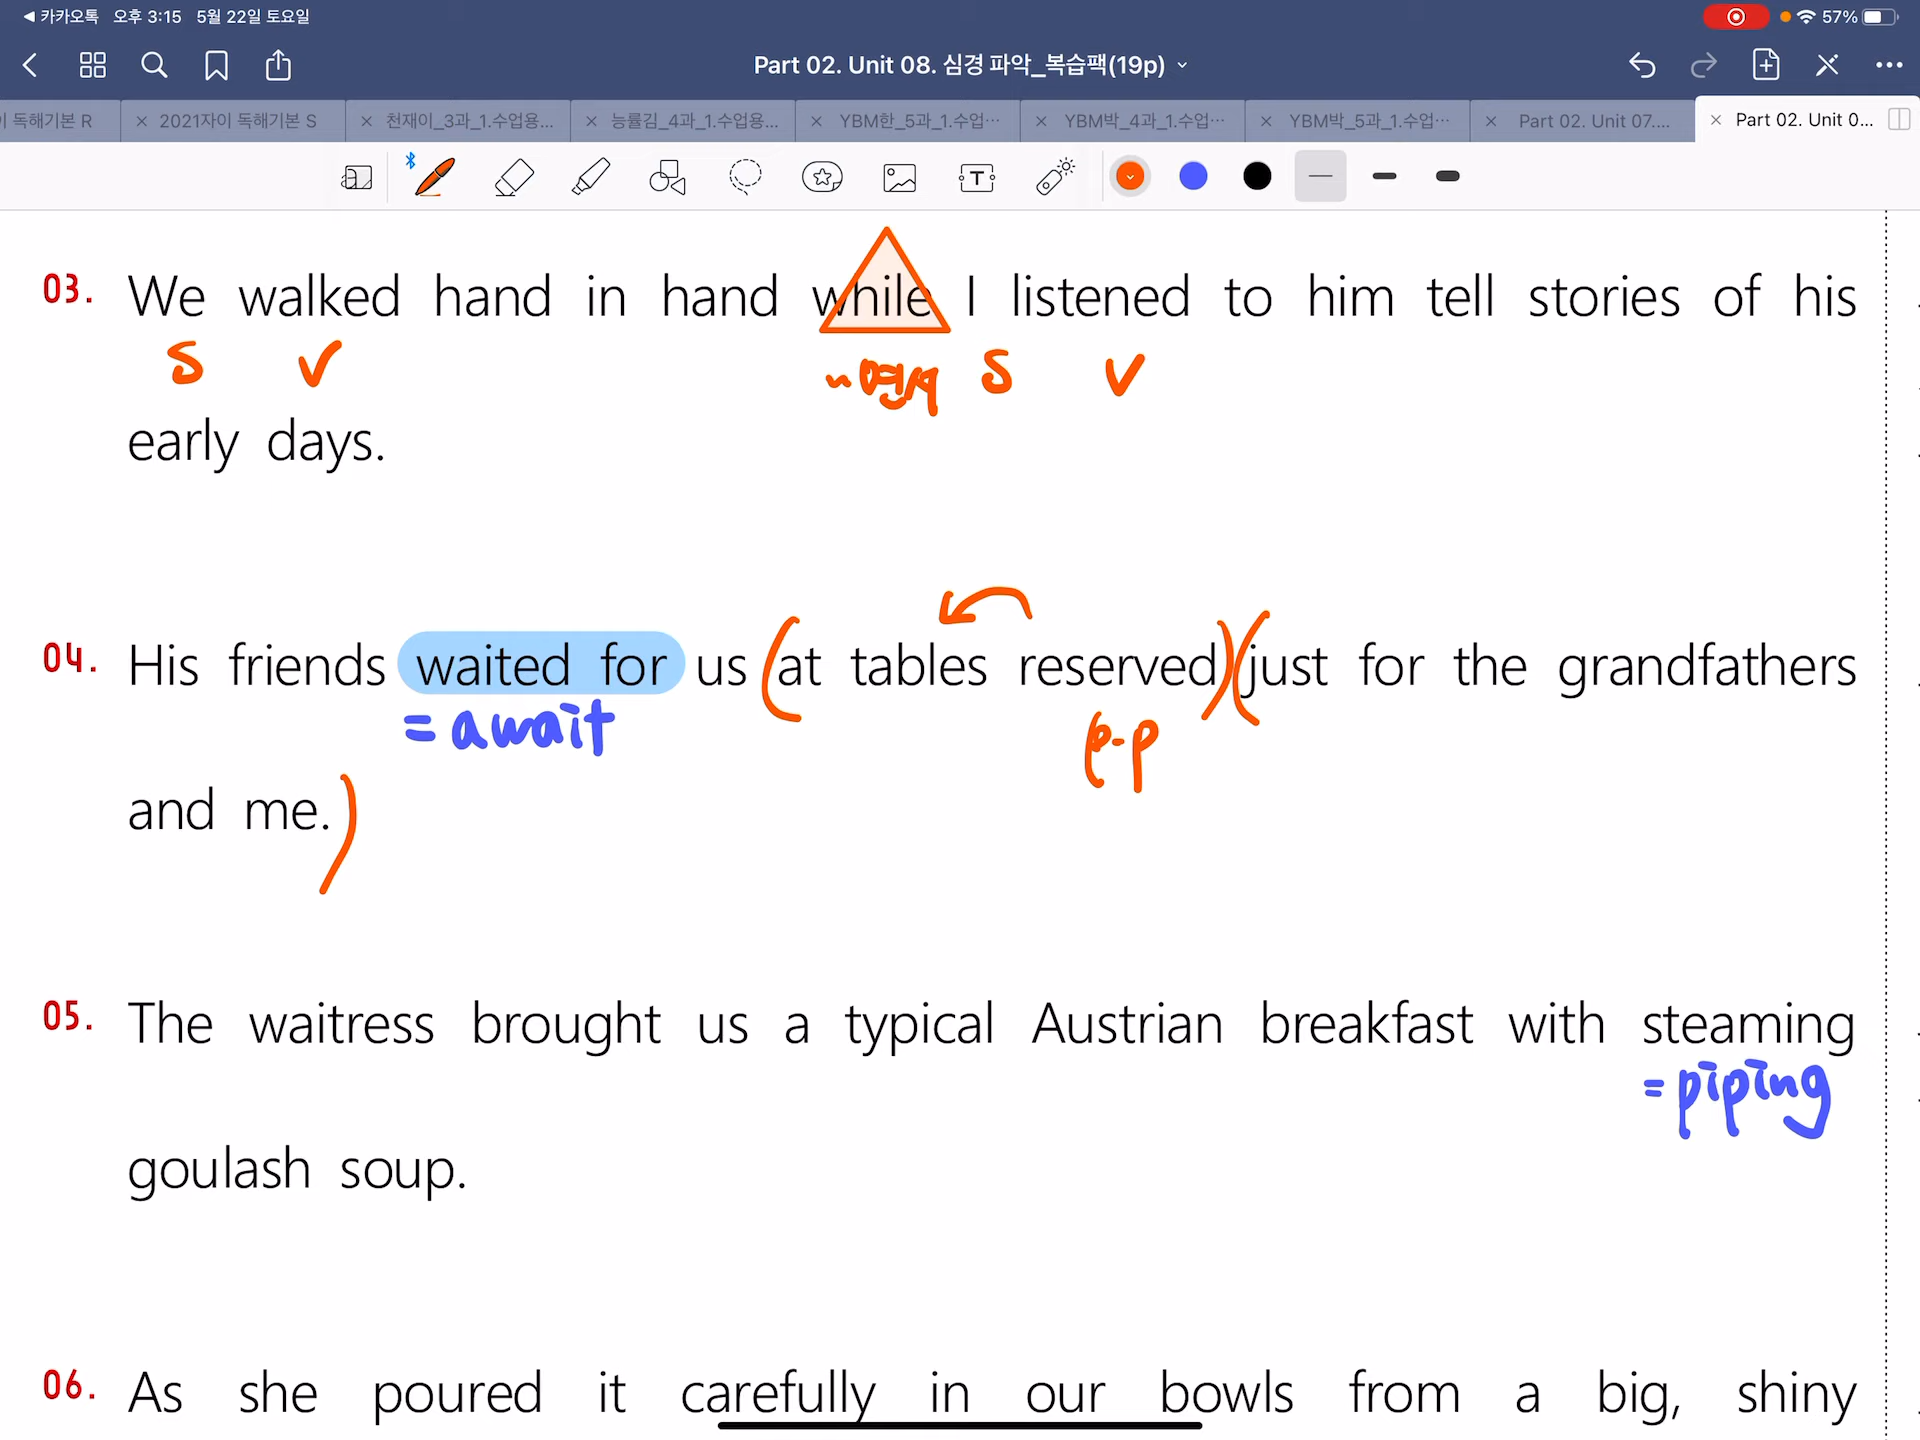 ◀ 카카오톡 오후 3:15 5월 22일 토요일 57%
Part 02. Unit 08. 심경 파악_복습팩(19p)
이 독해기본 R × 2021자이 독해기본 S × 천재이_3과_1.수업용... × 능률김_4과_1.수업용... × YBM한_5과_1.수업... × YBM박_4과_1.수업... × YBM박_5과_1.수업... × Part 02. Unit 07.... × Part 02. Unit 0...
03. We walked hand in hand while I listened to him tell stories of his
S V ~면서 S V
early days.
04. His friends waited for us (at tables reserved) (just for the grandfathers
= await p.p
and me.)
05. The waitress brought us a typical Austrian breakfast with steaming
= piping
goulash soup.
06. As she poured it carefully in our bowls from a big, shiny